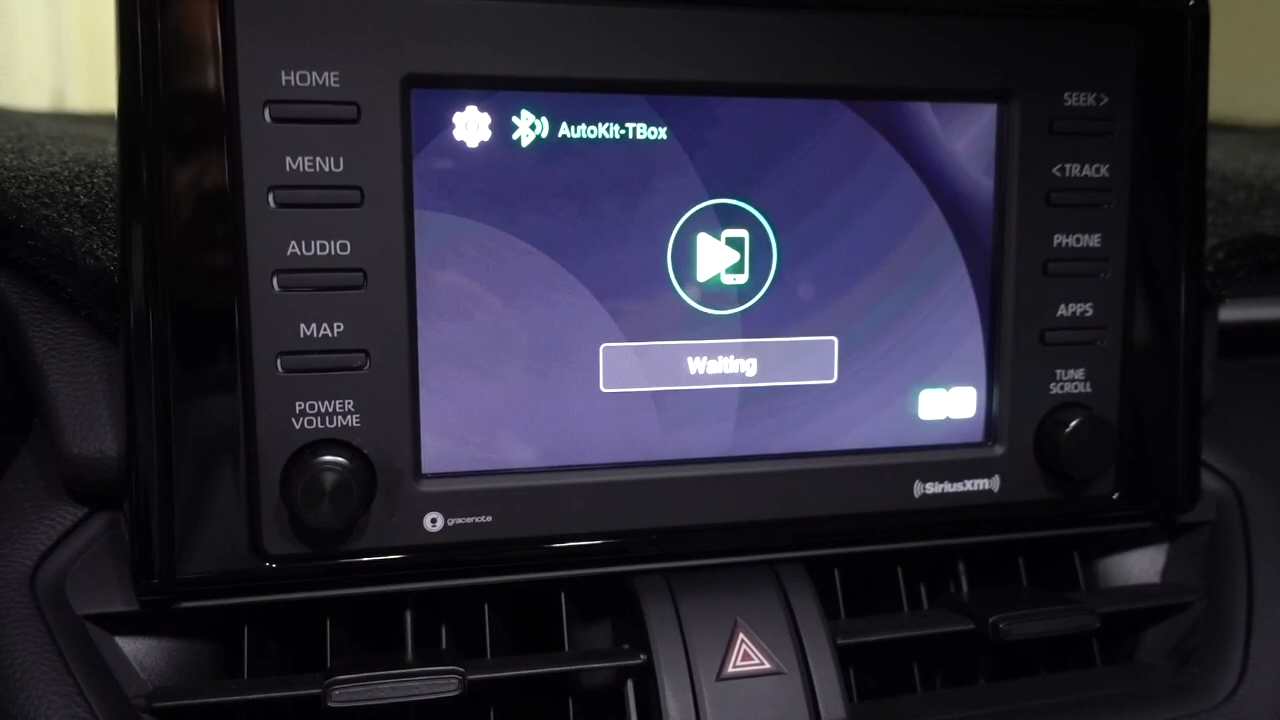 HOME
MENU
AUDIO
MAP
POWER
VOLUME
AutoKit-TBox
Waiting
SEEK >
< TRACK
PHONE
APPS
TUNE
SCROLL
gracenote
((SiriusXM))